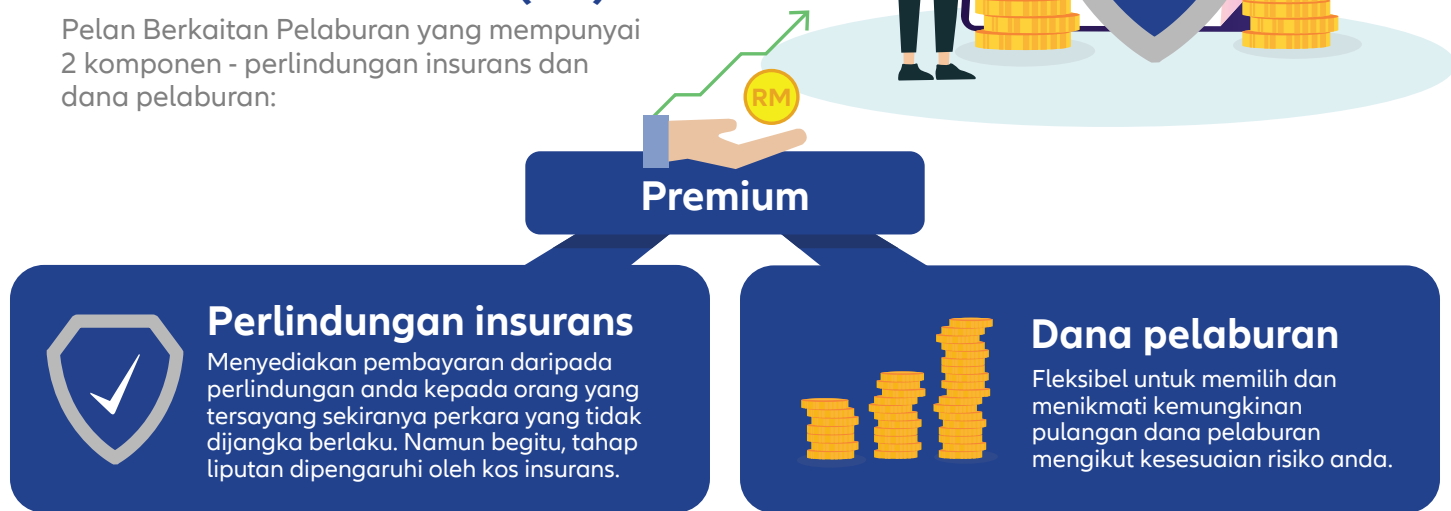 Pelan Berkaitan Pelaburan yang mempunyai
2 komponen - perlindungan insurans dan
dana pelaburan:
RM
Premium
Perlindungan insurans
Menyediakan pembayaran daripada
perlindungan anda kepada orang yang
tersayang sekiranya perkara yang tidak
dijangka berlaku. Namun begitu, tahap
liputan dipengaruhi oleh kos insurans.
Dana pelaburan
Fleksibel untuk memilih dan
menikmati kemungkinan
pulangan dana pelaburan
mengikut kesesuaian risiko anda.